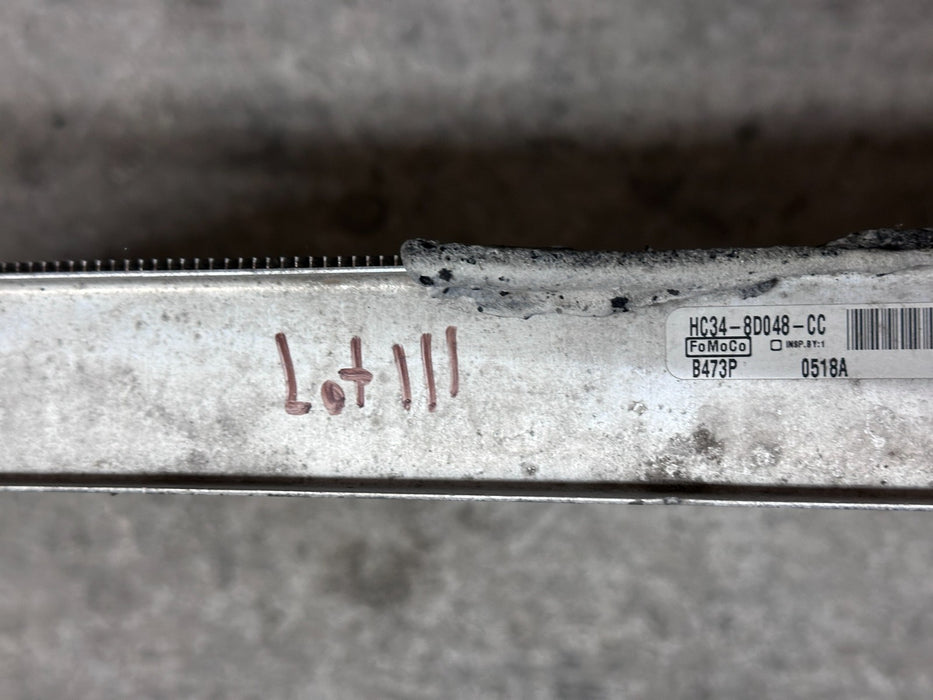 Lot 111
HC34-8D048-CC
FoMoCo INSP.BY:1
B473P 0518A